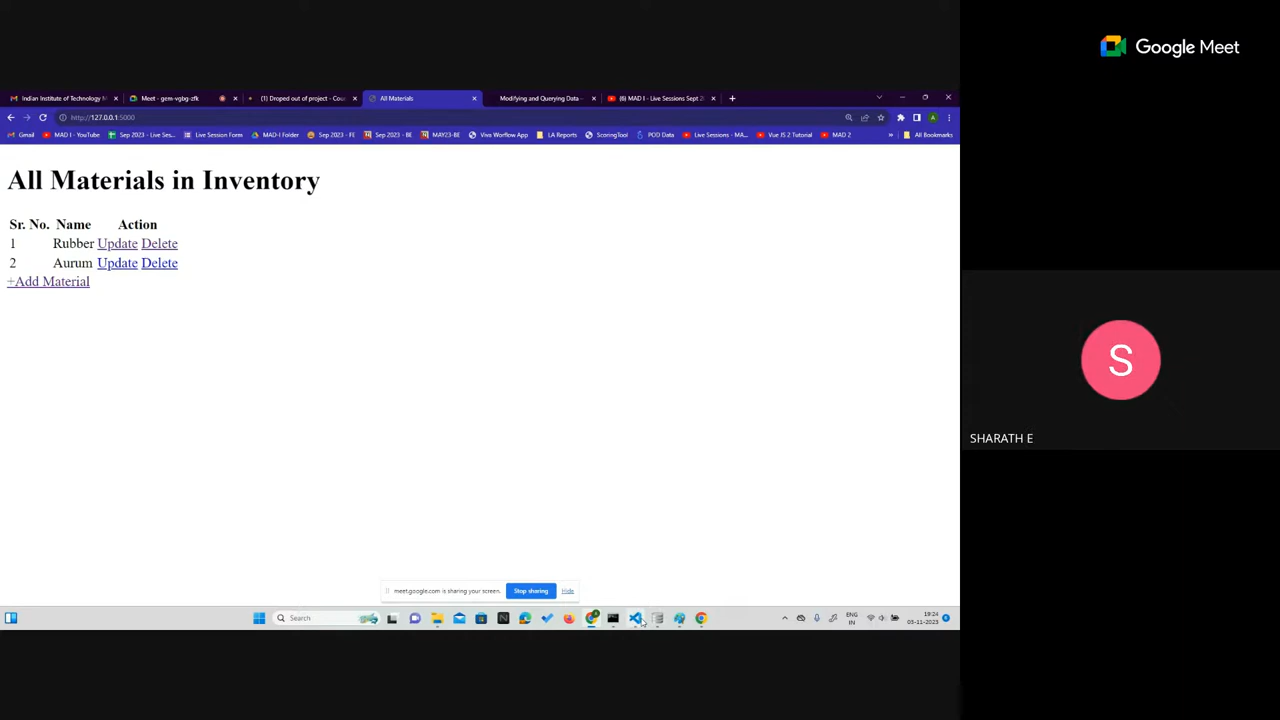 Google Meet
Indian Institute of Technology M
Meet - gem-vgbg-zfk
(1) Droped out of project - Cou
All Materials
Modifying and Querying Data -
(6) MAD I - Live Sessions Sept 2
http://127.0.0.1:5000
Gmail
MAD I - YouTube
Sep 2023 - Live Ses...
Live Session Form
MAD-I Folder
Sep 2023 - FE
Sep 2023 - BE
MAY23-BE
Viva Worflow App
LA Reports
ScoringTool
POD Data
Live Sessions - MA...
Vue JS 2 Tutorial
MAD 2
»
All Bookmarks
All Materials in Inventory
Sr. No. Name Action
1 Rubber Update Delete
2 Aurum Update Delete
+Add Material
S
SHARATH E
meet.google.com is sharing your screen.
Stop sharing
Hide
Search
ENG
IN
19:24
03-11-2023